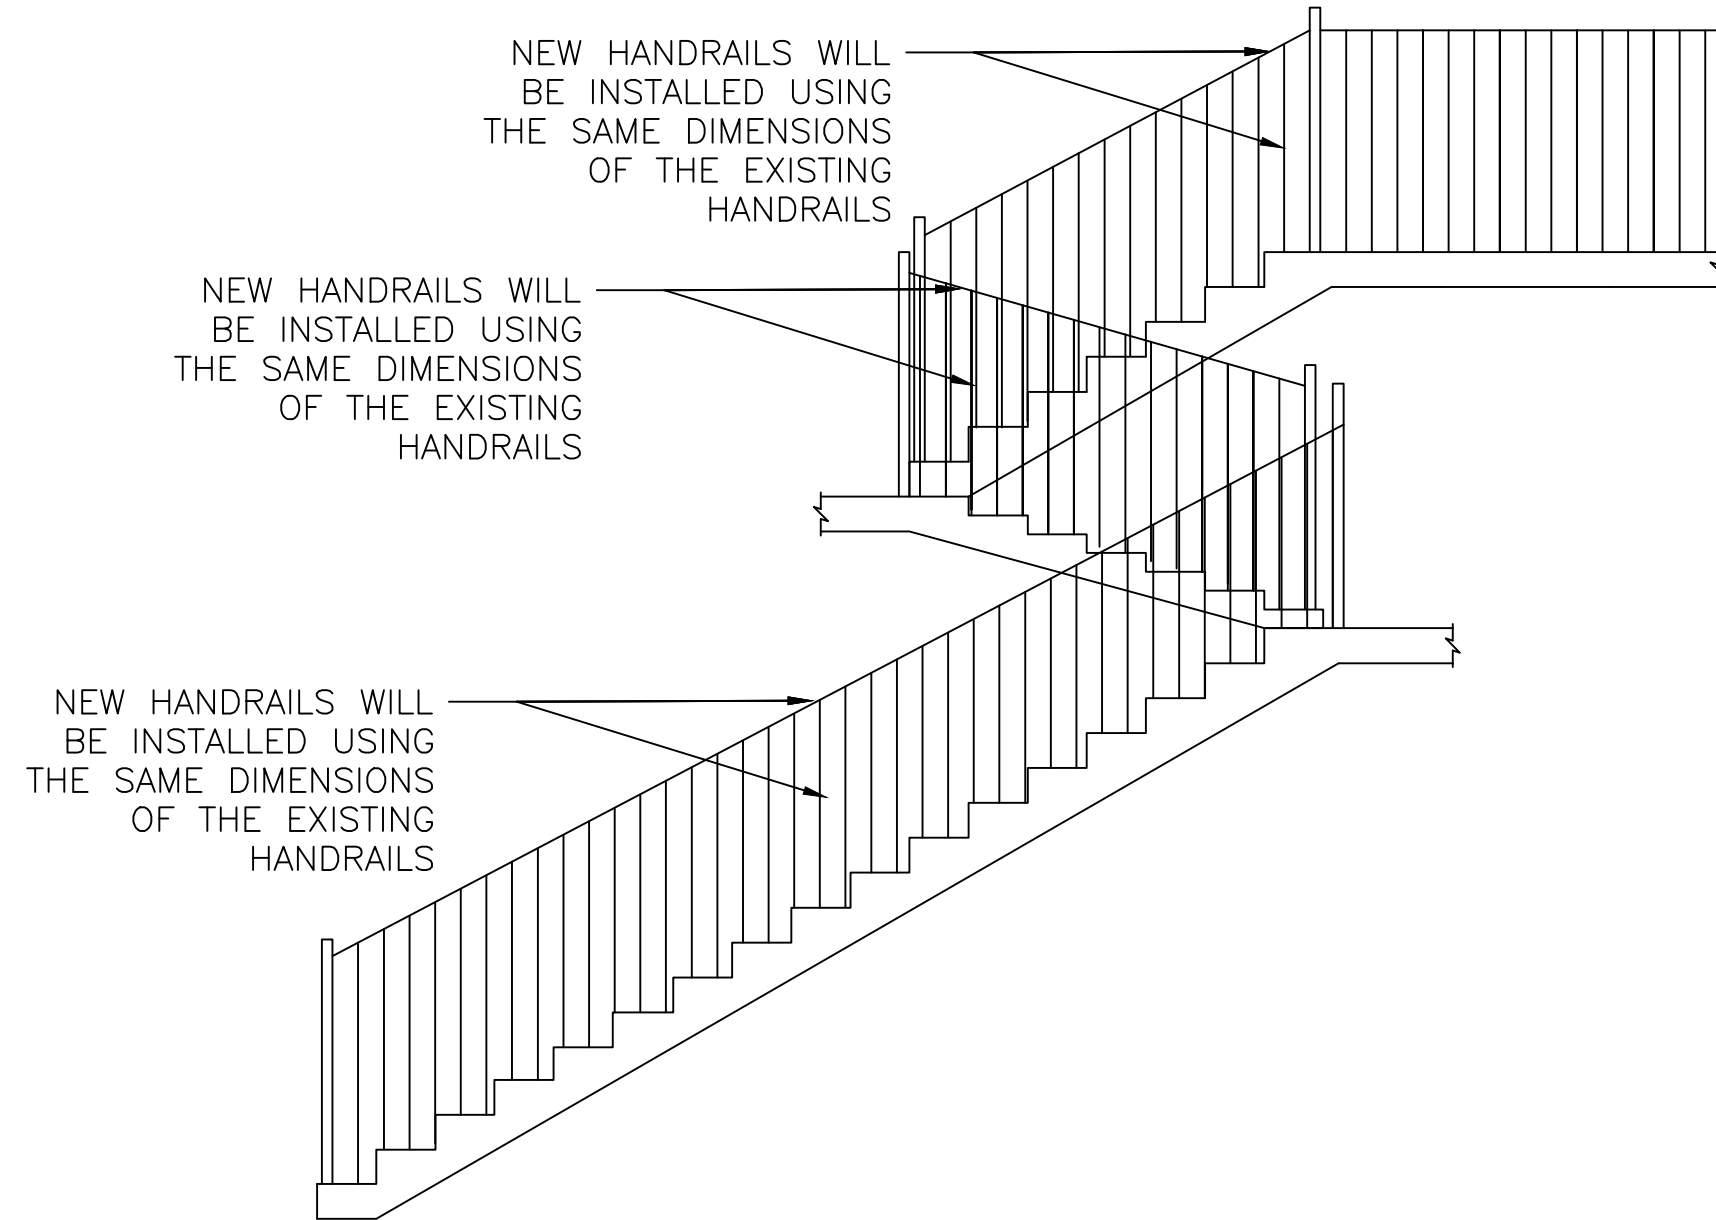 NEW HANDRAILS WILL
BE INSTALLED USING
THE SAME DIMENSIONS
OF THE EXISTING
HANDRAILS
NEW HANDRAILS WILL
BE INSTALLED USING
THE SAME DIMENSIONS
OF THE EXISTING
HANDRAILS
NEW HANDRAILS WILL
BE INSTALLED USING
THE SAME DIMENSIONS
OF THE EXISTING
HANDRAILS